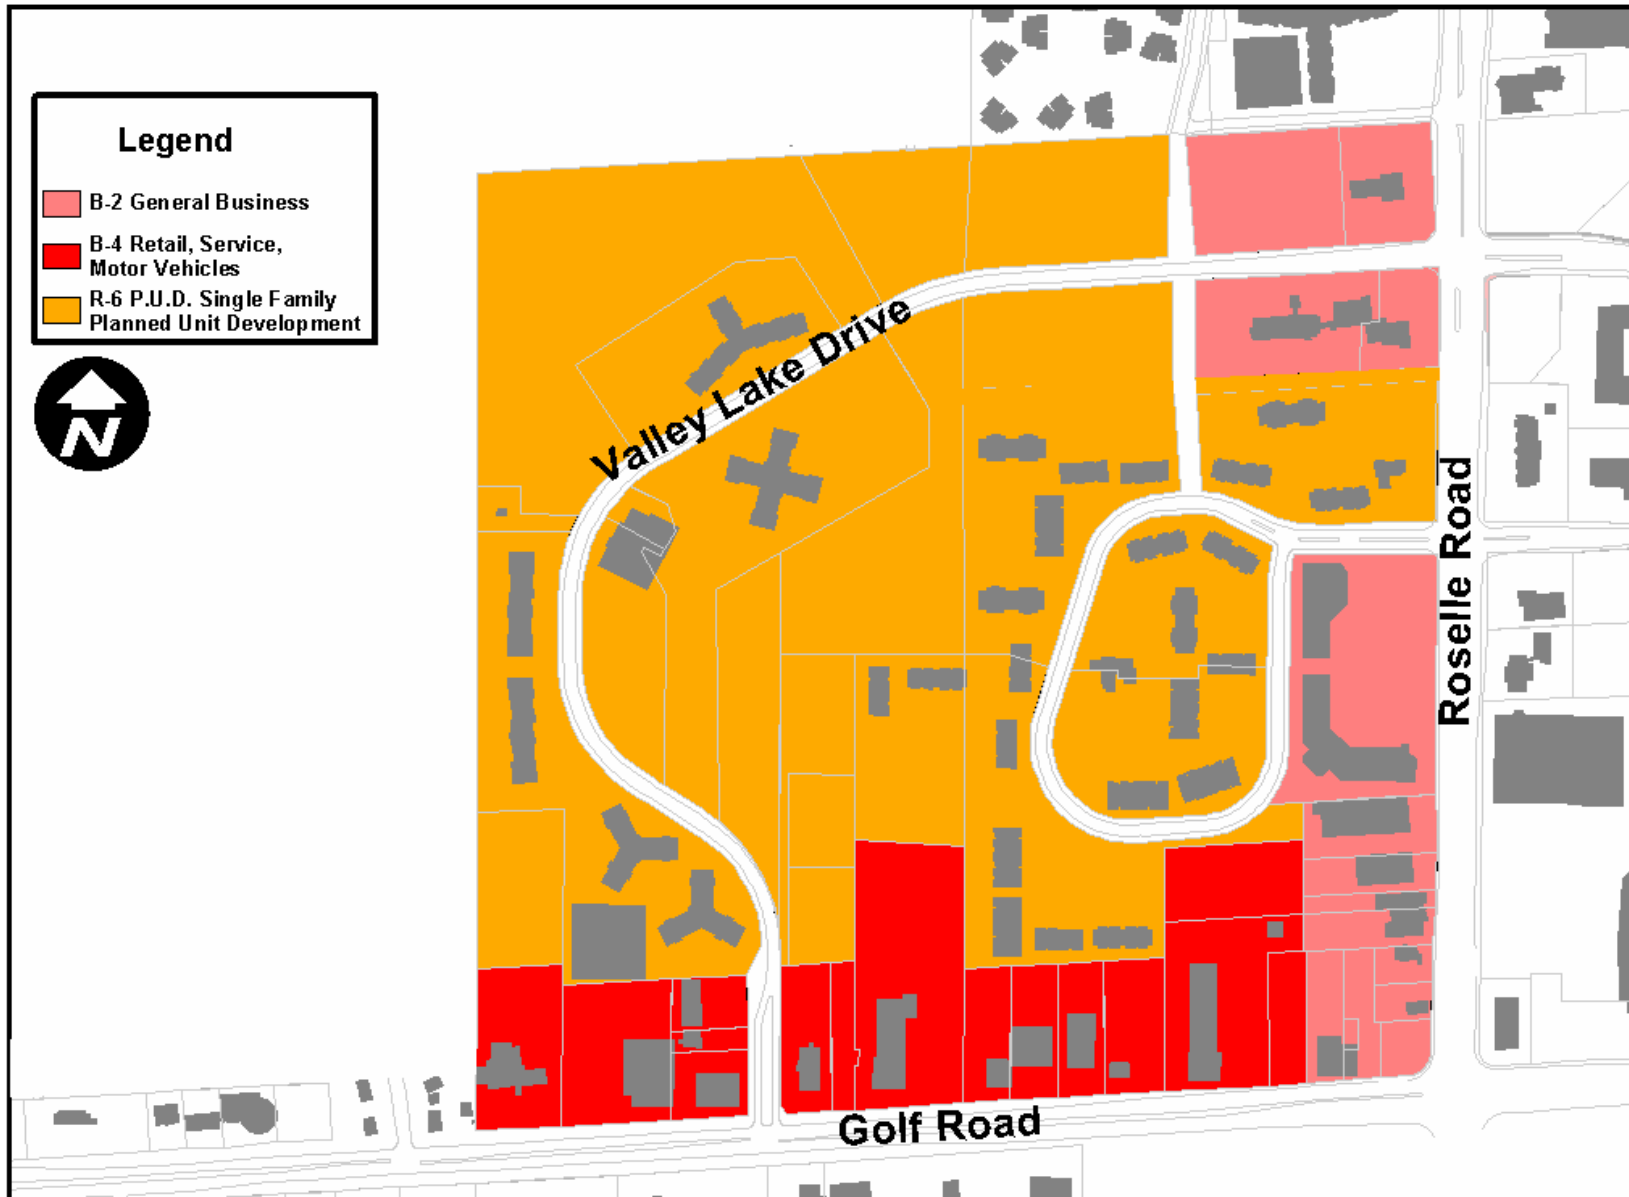 Legend
B-2 General Business
B-4 Retail, Service,
Motor Vehicles
R-6 P.U.D. Single Family
Planned Unit Development
N
Valley Lake Drive
Roselle Road
Golf Road